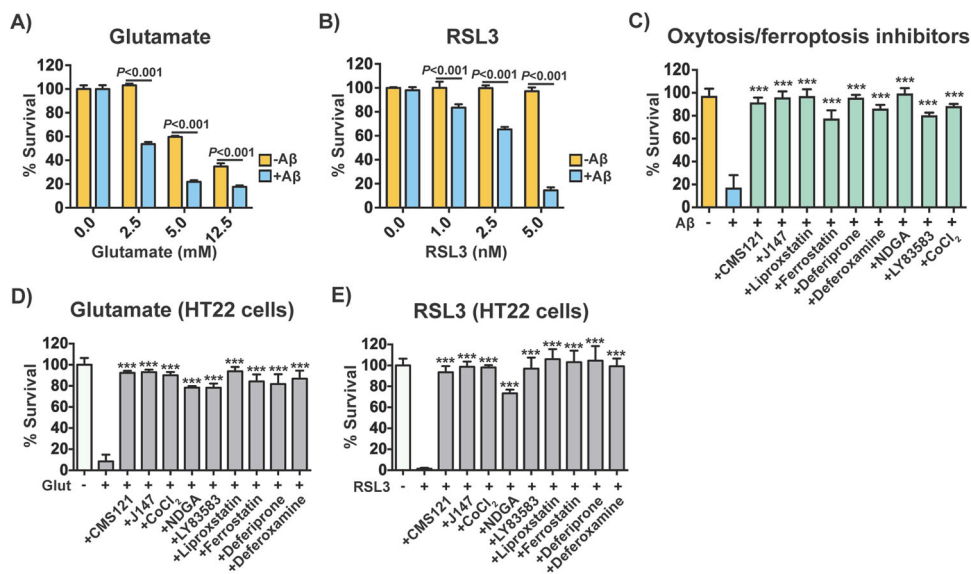 A)
Glutamate
% Survival
120
100
80
60
40
20
0
P<0.001
P<0.001
P<0.001
-Aβ
+Aβ
0.0
2.5
5.0
12.5
Glutamate (mM)
B)
RSL3
% Survival
120
100
80
60
40
20
0
P<0.001
P<0.001
P<0.001
-Aβ
+Aβ
0.0
1.0
2.5
5.0
RSL3 (nM)
C)
Oxytosis/ferroptosis inhibitors
% Survival
120
100
80
60
40
20
0
*** *** *** *** *** *** *** *** ***
Aβ - + + + + + + + + + +
+CMS121
+J147
+Liproxstatin
+Ferrostatin
+Deferiprone
+Deferoxamine
+NDGA
+LY83583
+CoCl₂
D)
Glutamate (HT22 cells)
% Survival
120
100
80
60
40
20
0
*** *** *** *** *** *** *** *** ***
Glut - + + + + + + + + + +
+CMS121
+J147
+CoCl₂
+NDGA
+LY83583
+Liproxstatin
+Ferrostatin
+Deferiprone
+Deferoxamine
E)
RSL3 (HT22 cells)
% Survival
120
100
80
60
40
20
0
*** *** *** *** *** *** *** *** ***
RSL3 - + + + + + + + + + +
+CMS121
+J147
+CoCl₂
+NDGA
+LY83583
+Liproxstatin
+Ferrostatin
+Deferiprone
+Deferoxamine